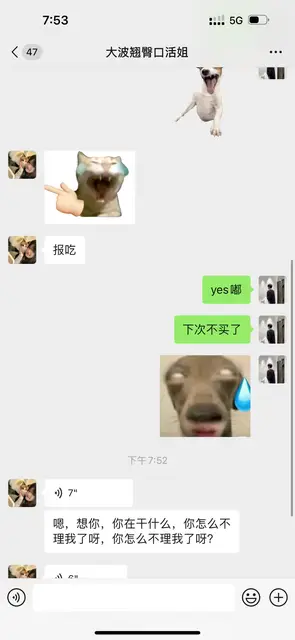 7:53
5G
47
大波翘臀口活姐
报吃
yes嘟
下次不买了
下午7:52
7"
嗯，想你，你在干什么，你怎么不
理我了呀，你怎么不理我了呀？
6"